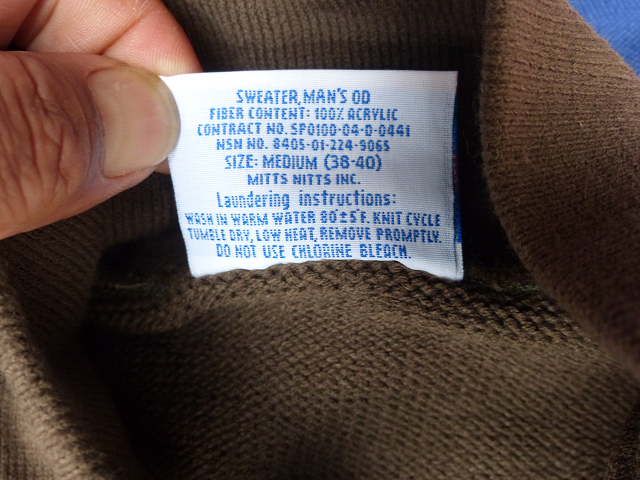 SWEATER, MAN'S OD
FIBER CONTENT: 100% ACRYLIC
CONTRACT NO. SP0100-04-D-0441
NSN NO. 8405-01-224-9065
SIZE: MEDIUM (38-40)
MITTS NITTS INC.
Laundering instructions:
WASH IN WARM WATER 80°±5°F. KNIT CYCLE
TUMBLE DRY, LOW HEAT, REMOVE PROMPTLY.
DO NOT USE CHLORINE BLEACH.